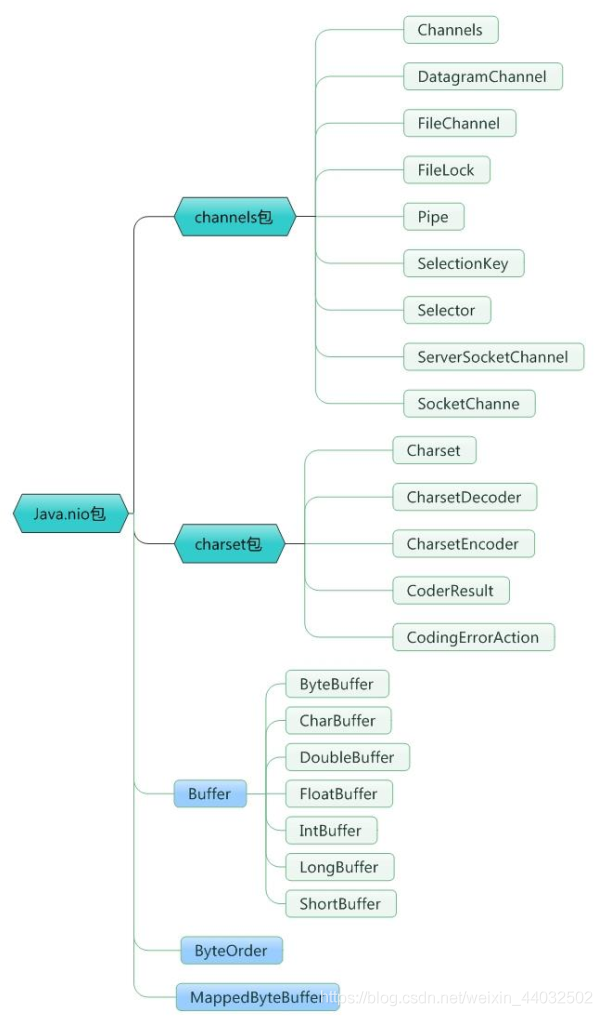 Java.nio包
channels包
Channels
DatagramChannel
FileChannel
FileLock
Pipe
SelectionKey
Selector
ServerSocketChannel
SocketChanne
charset包
Charset
CharsetDecoder
CharsetEncoder
CoderResult
CodingErrorAction
Buffer
ByteBuffer
CharBuffer
DoubleBuffer
FloatBuffer
IntBuffer
LongBuffer
ShortBuffer
ByteOrder
MappedByteBuffer
https://blog.csdn.net/weixin_44032502